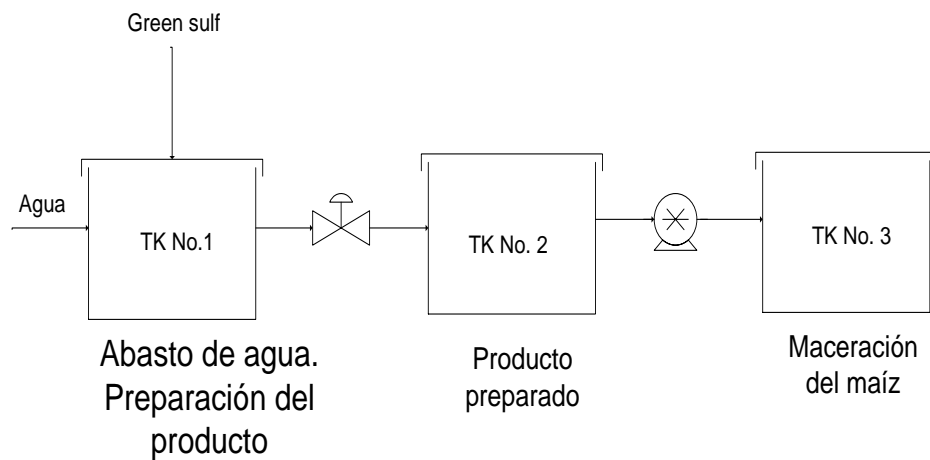 Green sulf
Agua
TK No.1
TK No. 2
TK No. 3
Abasto de agua.
Preparación del
producto
Producto
preparado
Maceración
del maíz